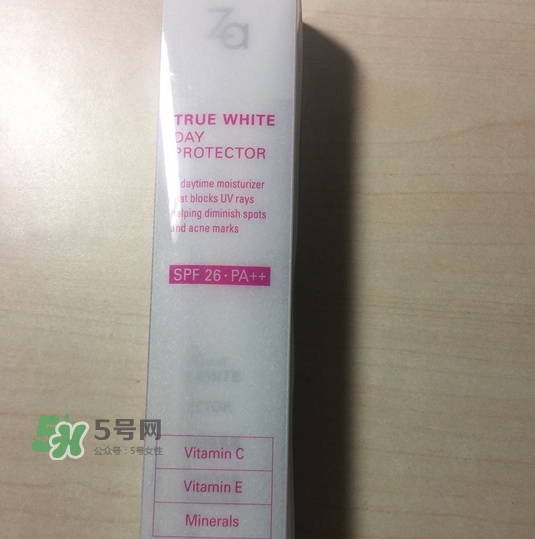 Za
TRUE WHITE
DAY
PROTECTOR
daytime moisturizer
that blocks UV rays
helping diminish spots
and acne marks
SPF 26·PA++
5号网
公众号：5号女性
Vitamin C
Vitamin E
Minerals